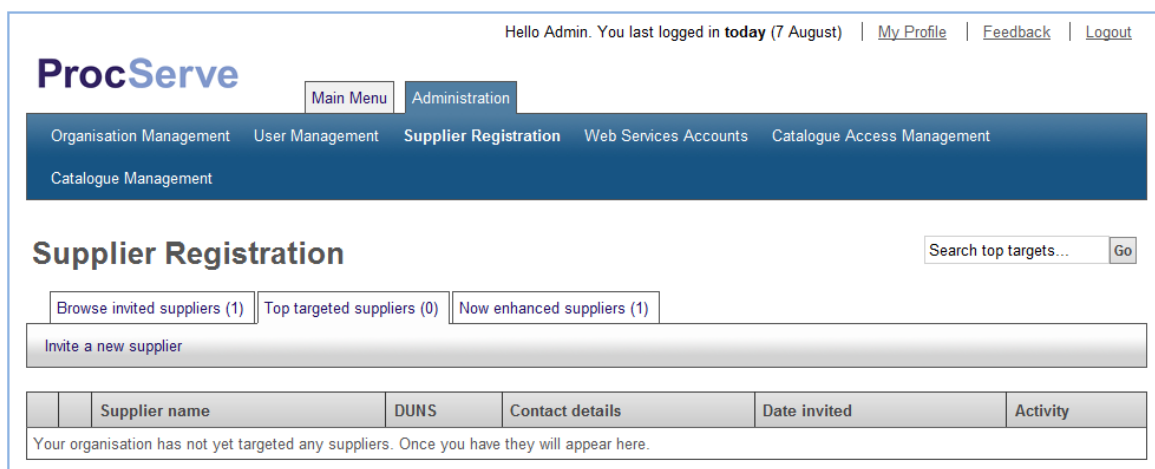 Hello Admin. You last logged in today (7 August) | My Profile | Feedback | Logout
ProcServe
Main Menu Administration
Organisation Management User Management Supplier Registration Web Services Accounts Catalogue Access Management
Catalogue Management
Supplier Registration
Search top targets... Go
Browse invited suppliers (1) Top targeted suppliers (0) Now enhanced suppliers (1)
Invite a new supplier
Supplier name DUNS Contact details Date invited Activity
Your organisation has not yet targeted any suppliers. Once you have they will appear here.